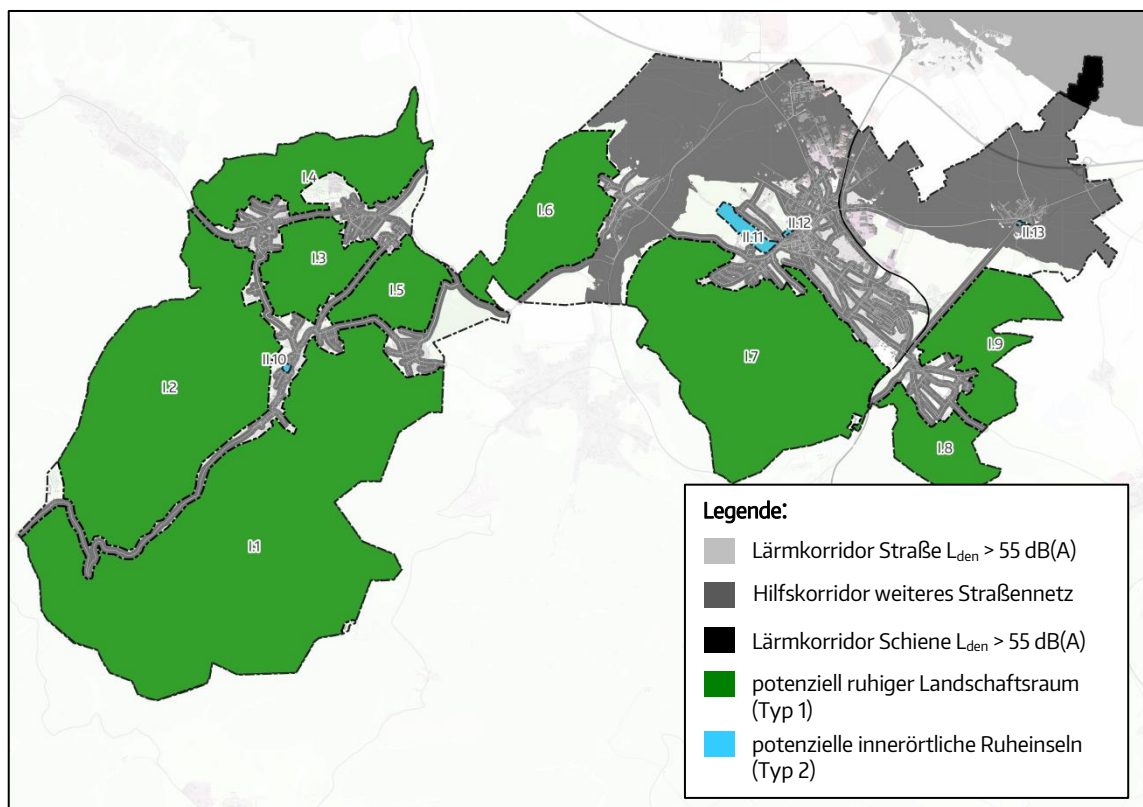 I.4
I.6
II.12
II.11
II.13
I.3
I.5
II.10
I.7
I.9
I.2
I.8
I.1
Legende:
Lärmkorridor Straße Lden > 55 dB(A)
Hilfskorridor weiteres Straßennetz
Lärmkorridor Schiene Lden > 55 dB(A)
potenziell ruhiger Landschaftsraum
(Typ 1)
potenzielle innerörtliche Ruheinseln
(Typ 2)